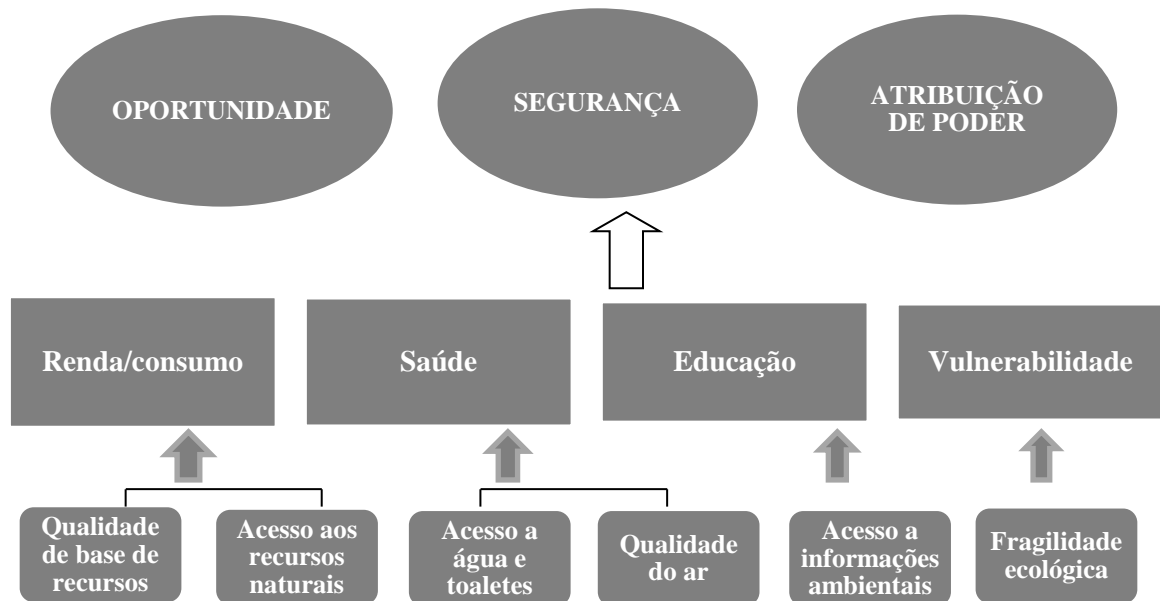 OPORTUNIDADE
SEGURANÇA
ATRIBUIÇÃO
DE PODER
Renda/consumo
Saúde
Educação
Vulnerabilidade
Qualidade
de base de
recursos
Acesso aos
recursos
naturais
Acesso a
água e
toaletes
Qualidade
do ar
Acesso a
informações
ambientais
Fragilidade
ecológica